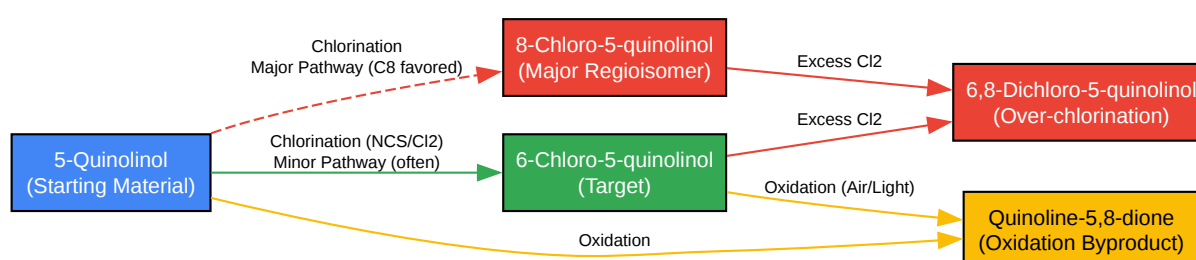 Chlorination
Major Pathway (C8 favored)
8-Chloro-5-quinolinol
(Major Regioisomer)
Excess Cl2
6,8-Dichloro-5-quinolinol
(Over-chlorination)
5-Quinolinol
(Starting Material)
Chlorination (NCS/Cl2)
Minor Pathway (often)
6-Chloro-5-quinolinol
(Target)
Excess Cl2
Oxidation (Air/Light)
Quinoline-5,8-dione
(Oxidation Byproduct)
Oxidation